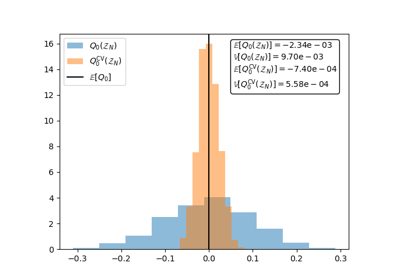 Q₀(Z_N)
Q₀^CV(Z_N)
𝔼[Q₀]
𝔼[Q₀(Z_N)]=−2.34e − 03
𝕍[Q₀(Z_N)]=9.70e − 03
𝔼[Q₀^CV(Z_N)]=−7.40e − 04
𝕍[Q₀^CV(Z_N)]=5.58e − 04
16
14
12
10
8
6
4
2
0
−0.3 −0.2 −0.1 0.0 0.1 0.2 0.3